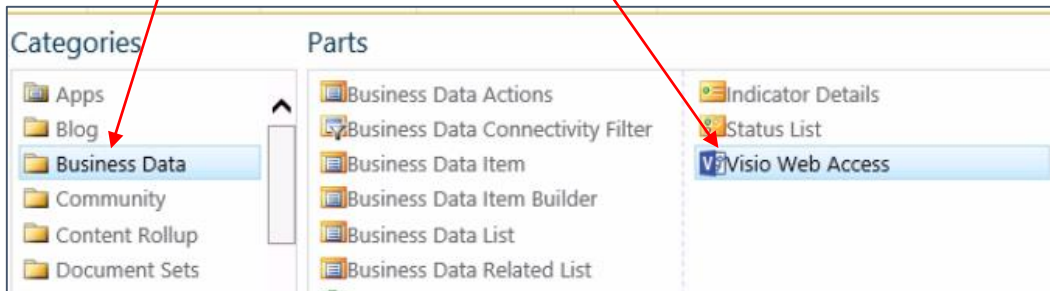 Categories
Apps
Blog
Business Data
Community
Content Rollup
Document Sets
Parts
Business Data Actions
Business Data Connectivity Filter
Business Data Item
Business Data Item Builder
Business Data List
Business Data Related List
Indicator Details
Status List
Visio Web Access